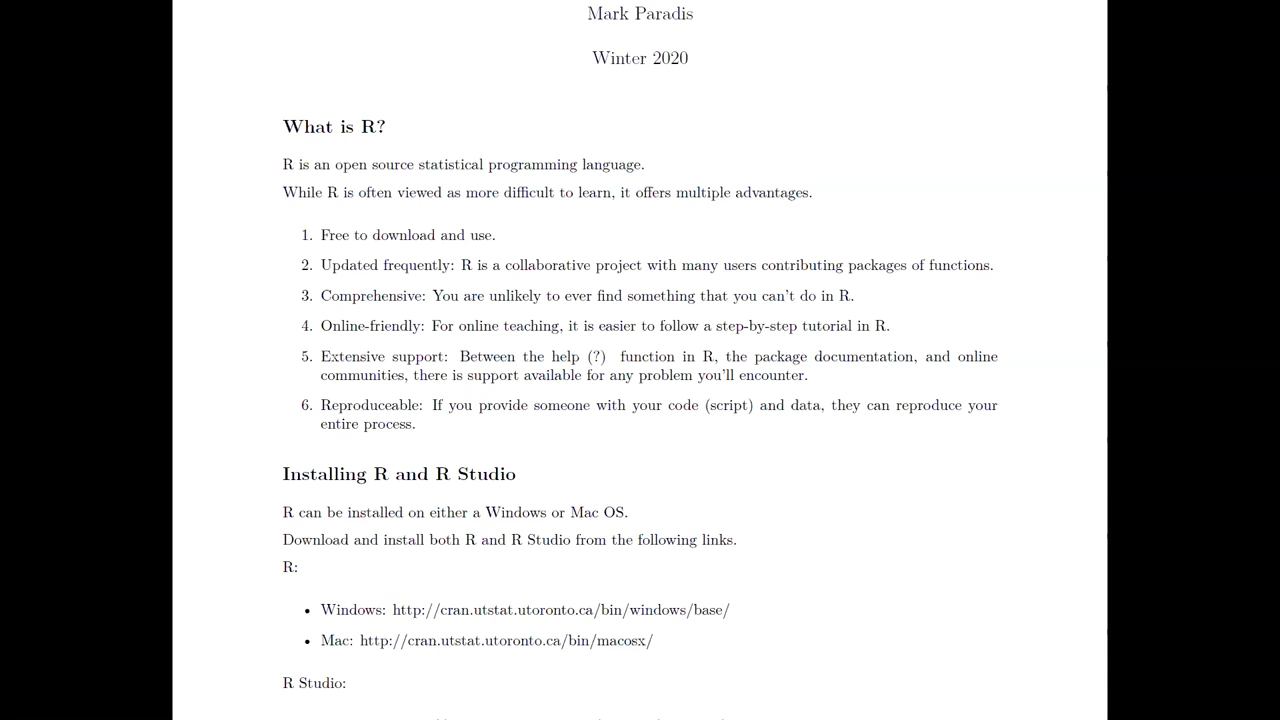 Mark Paradis
Winter 2020
What is R?
R is an open source statistical programming language.
While R is often viewed as more difficult to learn, it offers multiple advantages.
1. Free to download and use.
2. Updated frequently: R is a collaborative project with many users contributing packages of functions.
3. Comprehensive: You are unlikely to ever find something that you can't do in R.
4. Online-friendly: For online teaching, it is easier to follow a step-by-step tutorial in R.
5. Extensive support: Between the help (?) function in R, the package documentation, and online
communities, there is support available for any problem you'll encounter.
6. Reproduceable: If you provide someone with your code (script) and data, they can reproduce your
entire process.
Installing R and R Studio
R can be installed on either a Windows or Mac OS.
Download and install both R and R Studio from the following links.
R:
• Windows: http://cran.utstat.utoronto.ca/bin/windows/base/
• Mac: http://cran.utstat.utoronto.ca/bin/macosx/
R Studio: